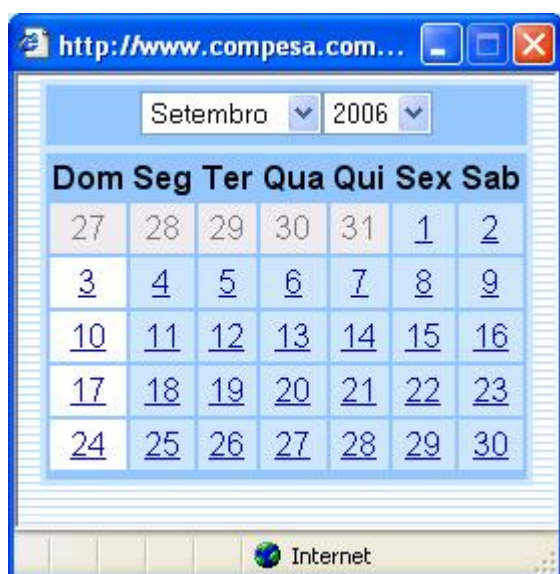 http://www.compesa.com...
Setembro 2006
Dom Seg Ter Qua Qui Sex Sab
27 28 29 30 31 1 2
3 4 5 6 7 8 9
10 11 12 13 14 15 16
17 18 19 20 21 22 23
24 25 26 27 28 29 30
Internet